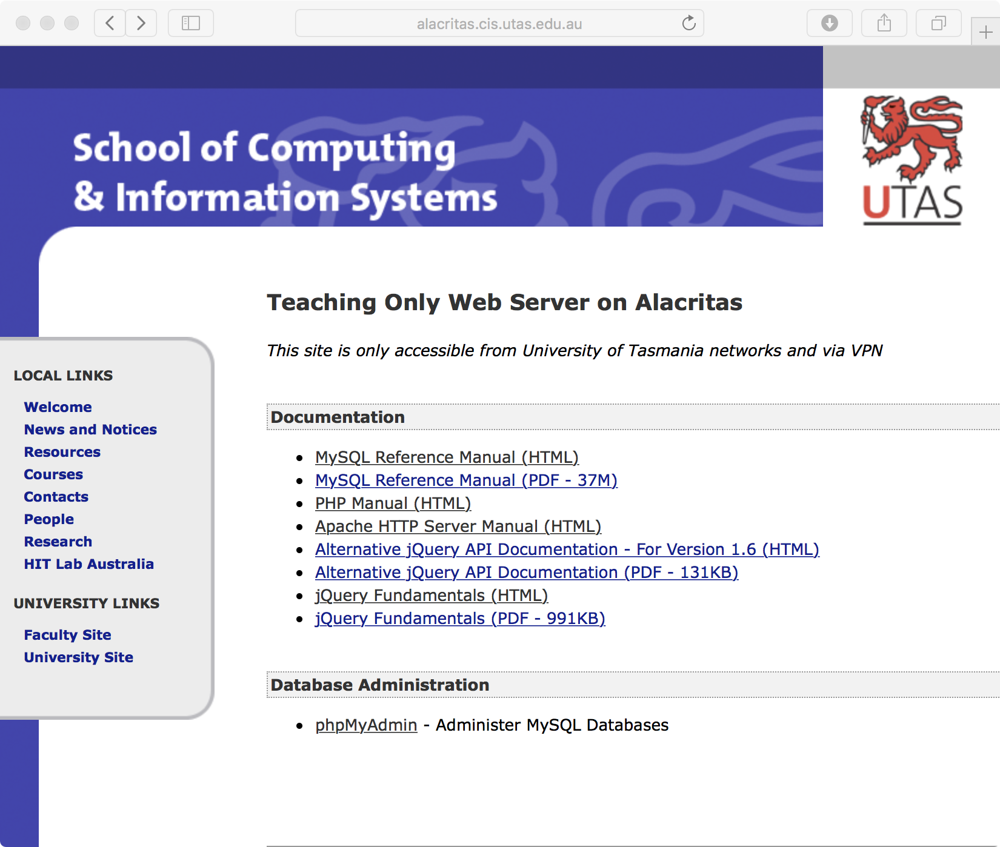 alacritas.cis.utas.edu.au
School of Computing
& Information Systems
UTAS
Teaching Only Web Server on Alacritas
This site is only accessible from University of Tasmania networks and via VPN
LOCAL LINKS
Welcome
News and Notices
Resources
Courses
Contacts
People
Research
HIT Lab Australia
UNIVERSITY LINKS
Faculty Site
University Site
Documentation
MySQL Reference Manual (HTML)
MySQL Reference Manual (PDF - 37M)
PHP Manual (HTML)
Apache HTTP Server Manual (HTML)
Alternative jQuery API Documentation - For Version 1.6 (HTML)
Alternative jQuery API Documentation (PDF - 131KB)
jQuery Fundamentals (HTML)
jQuery Fundamentals (PDF - 991KB)
Database Administration
phpMyAdmin - Administer MySQL Databases